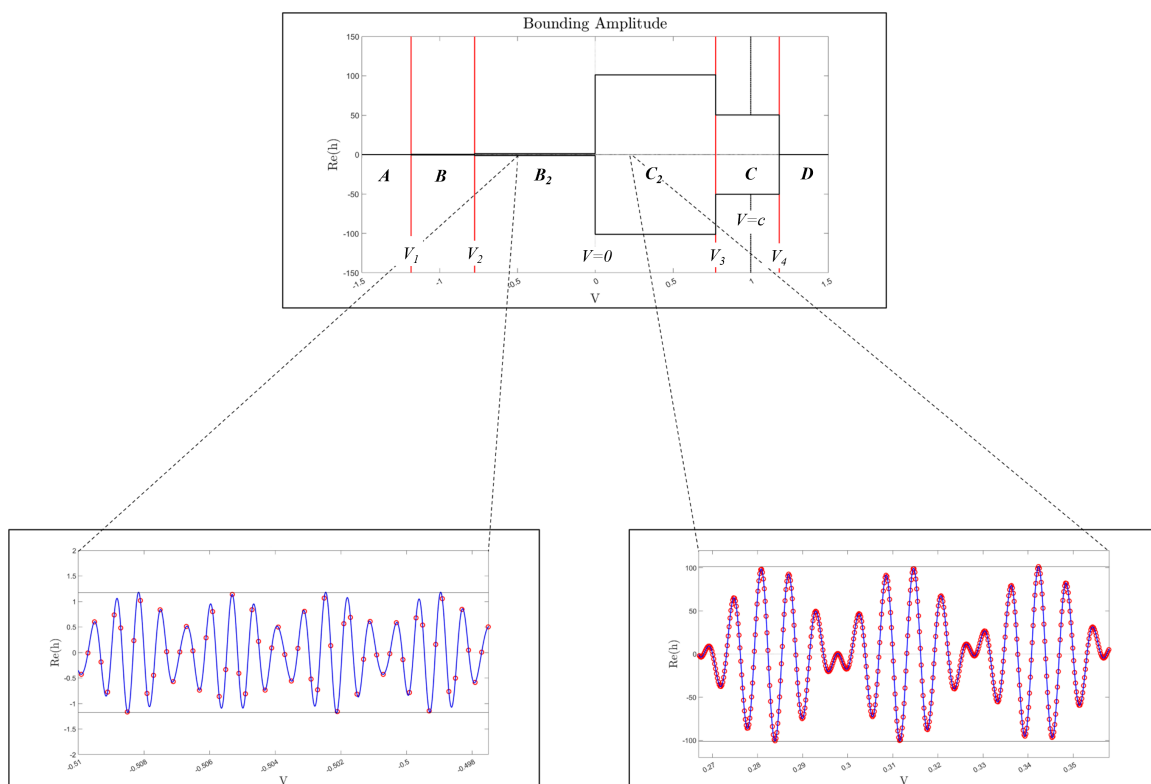 Bounding Amplitude
150
100
50
0
-50
-100
-150
Re(h)
A
B
B2
C2
C
D
V=c
V1
V2
V=0
V3
V4
-1.5
-1
-0.5
0
0.5
1
1.5
V
2
1.5
1
0.5
0
-0.5
-1
-1.5
-2
Re(h)
-0.51
-0.508
-0.506
-0.504
-0.502
-0.5
-0.498
V
100
50
0
-50
-100
Re(h)
0.27
0.28
0.29
0.3
0.31
0.32
0.33
0.34
0.35
V